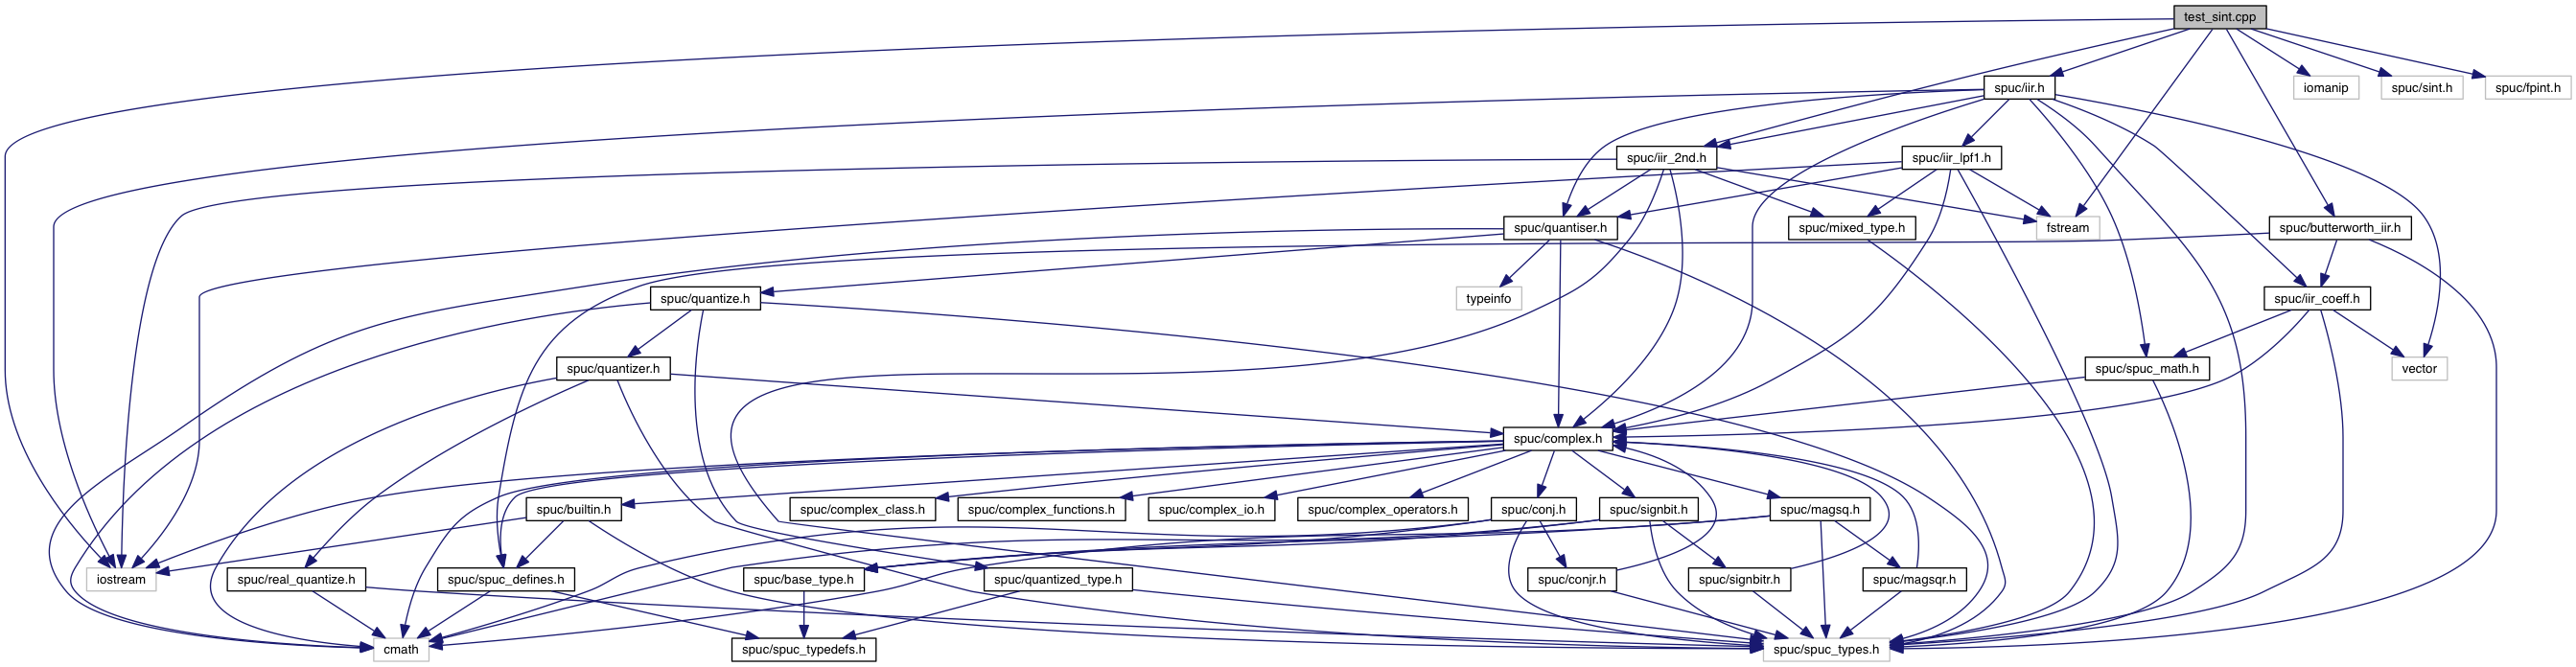 test_sint.cpp
spuc/iir.h
iomanip
spuc/sint.h
spuc/fpint.h
spuc/iir_2nd.h
spuc/iir_lpf1.h
spuc/quantiser.h
spuc/mixed_type.h
fstream
spuc/butterworth_iir.h
spuc/quantize.h
typeinfo
spuc/iir_coeff.h
spuc/quantizer.h
spuc/spuc_math.h
vector
spuc/complex.h
spuc/builtin.h
spuc/complex_class.h
spuc/complex_functions.h
spuc/complex_io.h
spuc/complex_operators.h
spuc/conj.h
spuc/signbit.h
spuc/magsq.h
iostream
spuc/real_quantize.h
spuc/spuc_defines.h
spuc/base_type.h
spuc/quantized_type.h
spuc/conjr.h
spuc/signbitr.h
spuc/magsqr.h
cmath
spuc/spuc_typedefs.h
spuc/spuc_types.h